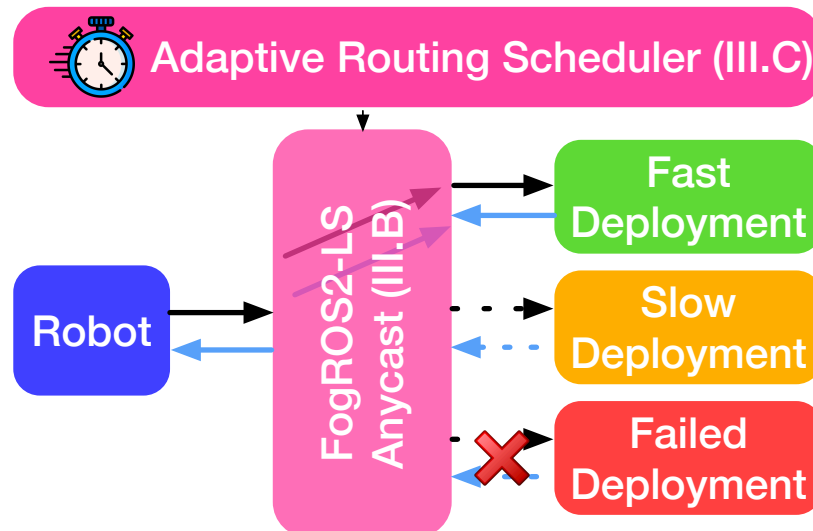 Adaptive Routing Scheduler (III.C)
Robot
FogROS2-LS
Anycast (III.B)
Fast
Deployment
Slow
Deployment
Failed
Deployment